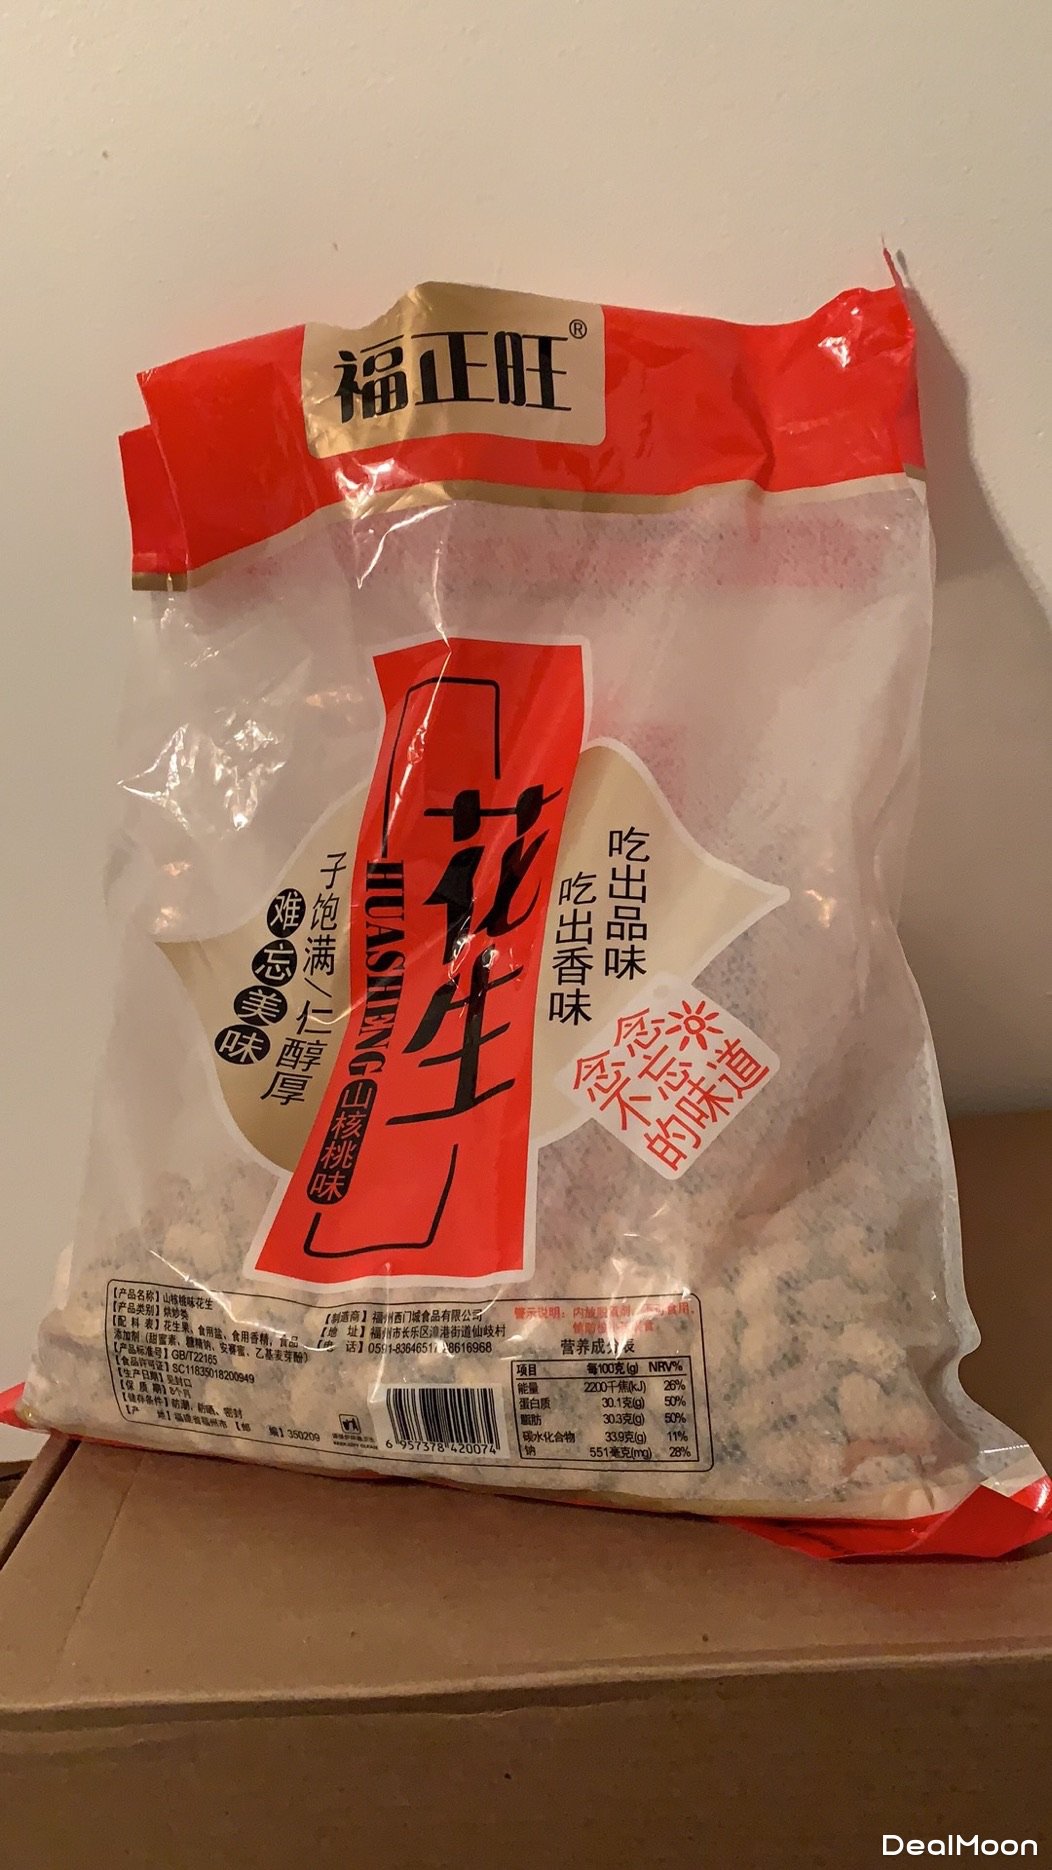 福正旺®
花生
HUASHENG
山核桃味
吃出品味
吃出香味
子饱满/仁醇厚
难忘美味
念念
不忘
的味道
【产品名称】山核桃味花生
【产品类别】烘炒类
【配 料 表】花生果、食用盐、食用香精、食品
添加剂(甜蜜素、糖精钠、安赛蜜、乙基麦芽酚)
【产品标准号】GB/T22165
【食品许可证】SC11835018200949
【生产日期】见封口
【保 质 期】8个月
【储存条件】防潮、防晒、密封
【产 地】福建省福州市 【邮 编】350209
【制造商】福州西门城食品有限公司
【地 址】福州市长乐区漳港街道仙岐村
【电 话】0591-83646517 28616968
6 957378 420074
警示说明：内放脱氧剂
营养成分表
项目 每100克(g) NRV%
能量 2200千焦(kJ) 26%
蛋白质 30.1克(g) 50%
脂肪 30.3克(g) 50%
碳水化合物 33.9克(g) 11%
钠 551毫克(mg) 28%
DealMoon